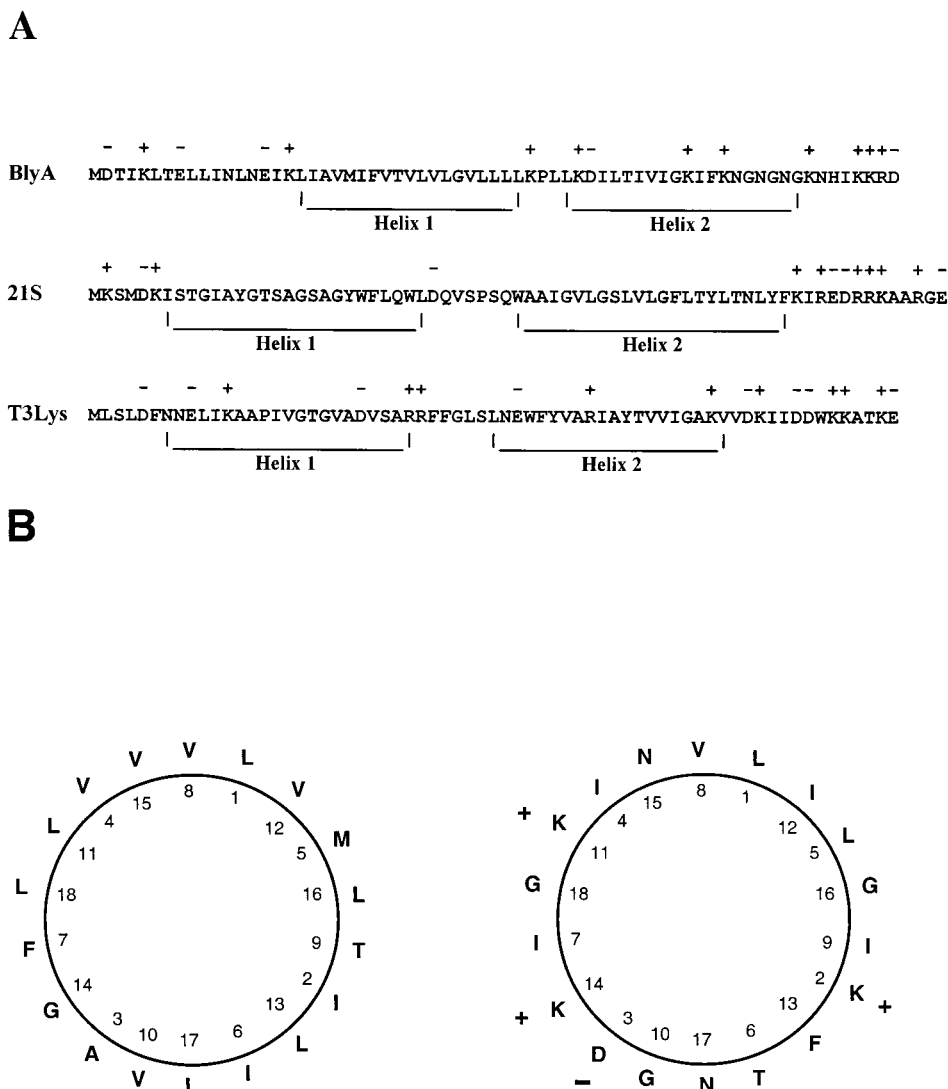 A
- + - - + + +- + + + +++-
BlyA MDTIKLTELLINLNEIKLIAVMIFVTVLVLGVLLLLKPLLKDILTIVIGKIFKNGNGNGKNHIKKRD
Helix 1 Helix 2
+ -+ - + +--+++ + -
21S MKSMDKISTGIAYGTSAGSAGYWFLQWLDQVSPSQWAAIGVLGSLVLGFLTYLTNLYFKIREDRRKAARGE
Helix 1 Helix 2
- - + - ++ - + + -+ -- ++ +-
T3Lys MLSLDFNNELIKAAPIVGTGVADVSARRFFGLSLNEWFYVARIAYTVVIGAKVVDKIIDDWKKATKE
Helix 1 Helix 2
B
V V V L V M L T I L I L V A G F L L
8 1 12 5 16 9 2 13 6 17 10 3 14 7 18 11 4 15
N V L I L G I K + F T N G D - K + I G K + I
8 1 12 5 16 9 2 13 6 17 10 3 14 7 18 11 4 15